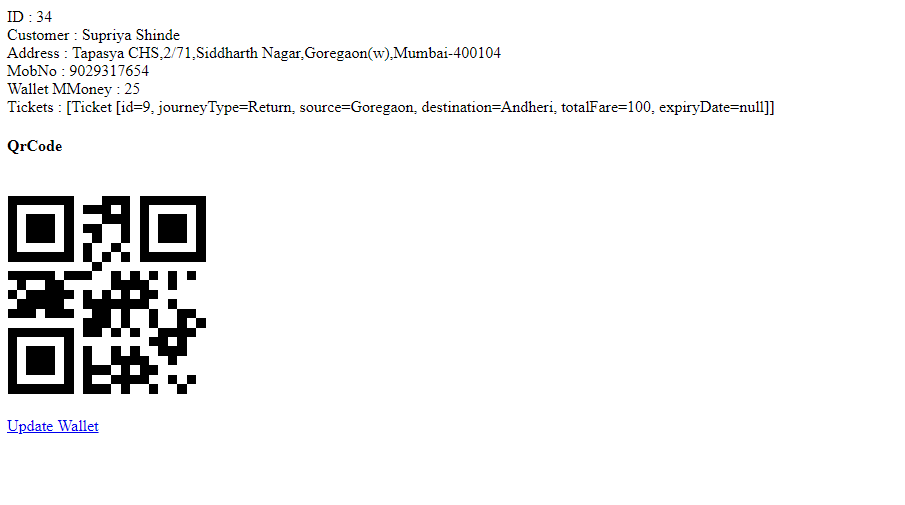 ID : 34
Customer : Supriya Shinde
Address : Tapasya CHS,2/71,Siddharth Nagar,Goregaon(w),Mumbai-400104
MobNo : 9029317654
Wallet MMoney : 25
Tickets : [Ticket [id=9, journeyType=Return, source=Goregaon, destination=Andheri, totalFare=100, expiryDate=null]]
QrCode
Update Wallet